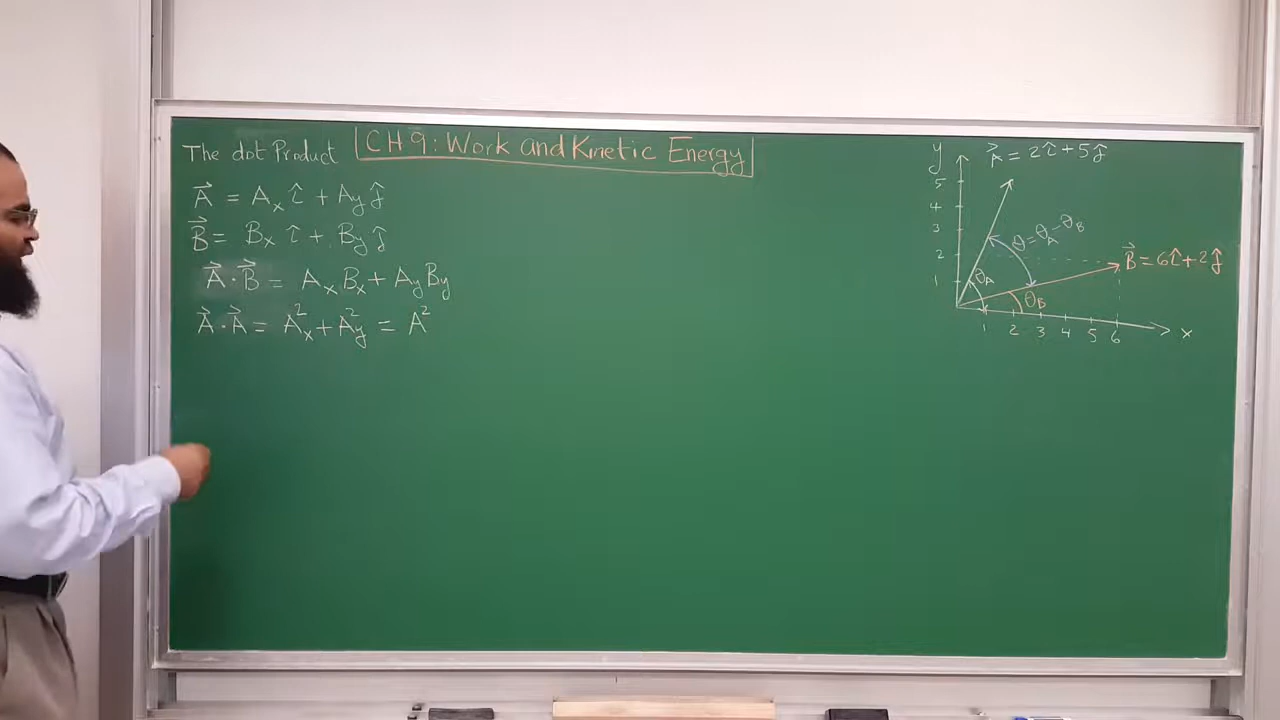 The dot Product
CH 9: Work and Kinetic Energy
A⃗ = Aₓ î + A_y ĵ
B⃗ = Bₓ î + B_y ĵ
A⃗ · B⃗ = Aₓ Bₓ + A_y B_y
A⃗ · A⃗ = Aₓ² + A_y² = A²
y
A⃗ = 2î + 5ĵ
5
4
3
2
1
θ = θ_A - θ_B
θ_A
B⃗ = 6î + 2ĵ
θ_B
1 2 3 4 5 6 x